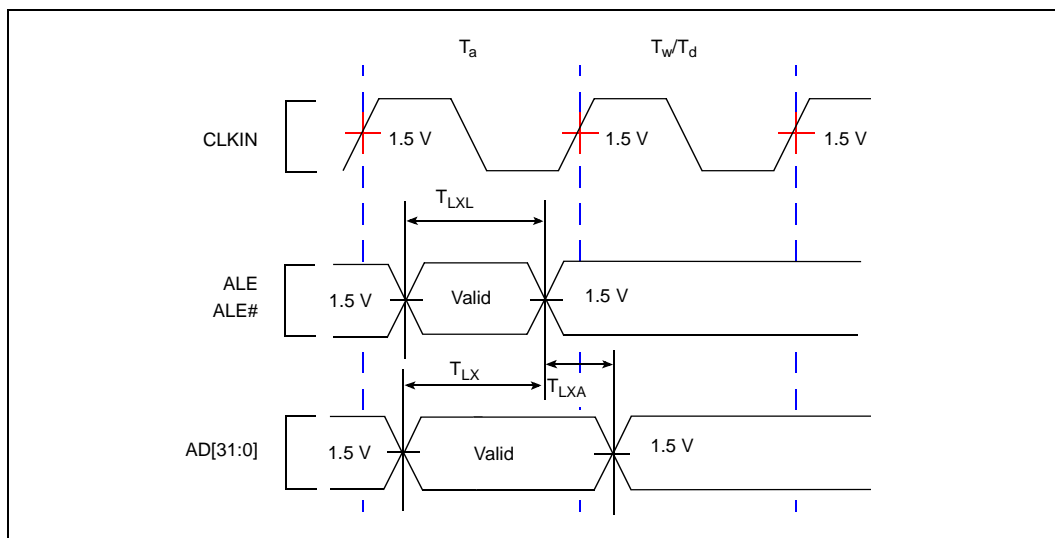 Ta Tw/Td
CLKIN 1.5 V 1.5 V 1.5 V
TLXL
ALE
ALE# 1.5 V Valid 1.5 V
TLX TLXA
AD[31:0] 1.5 V Valid 1.5 V